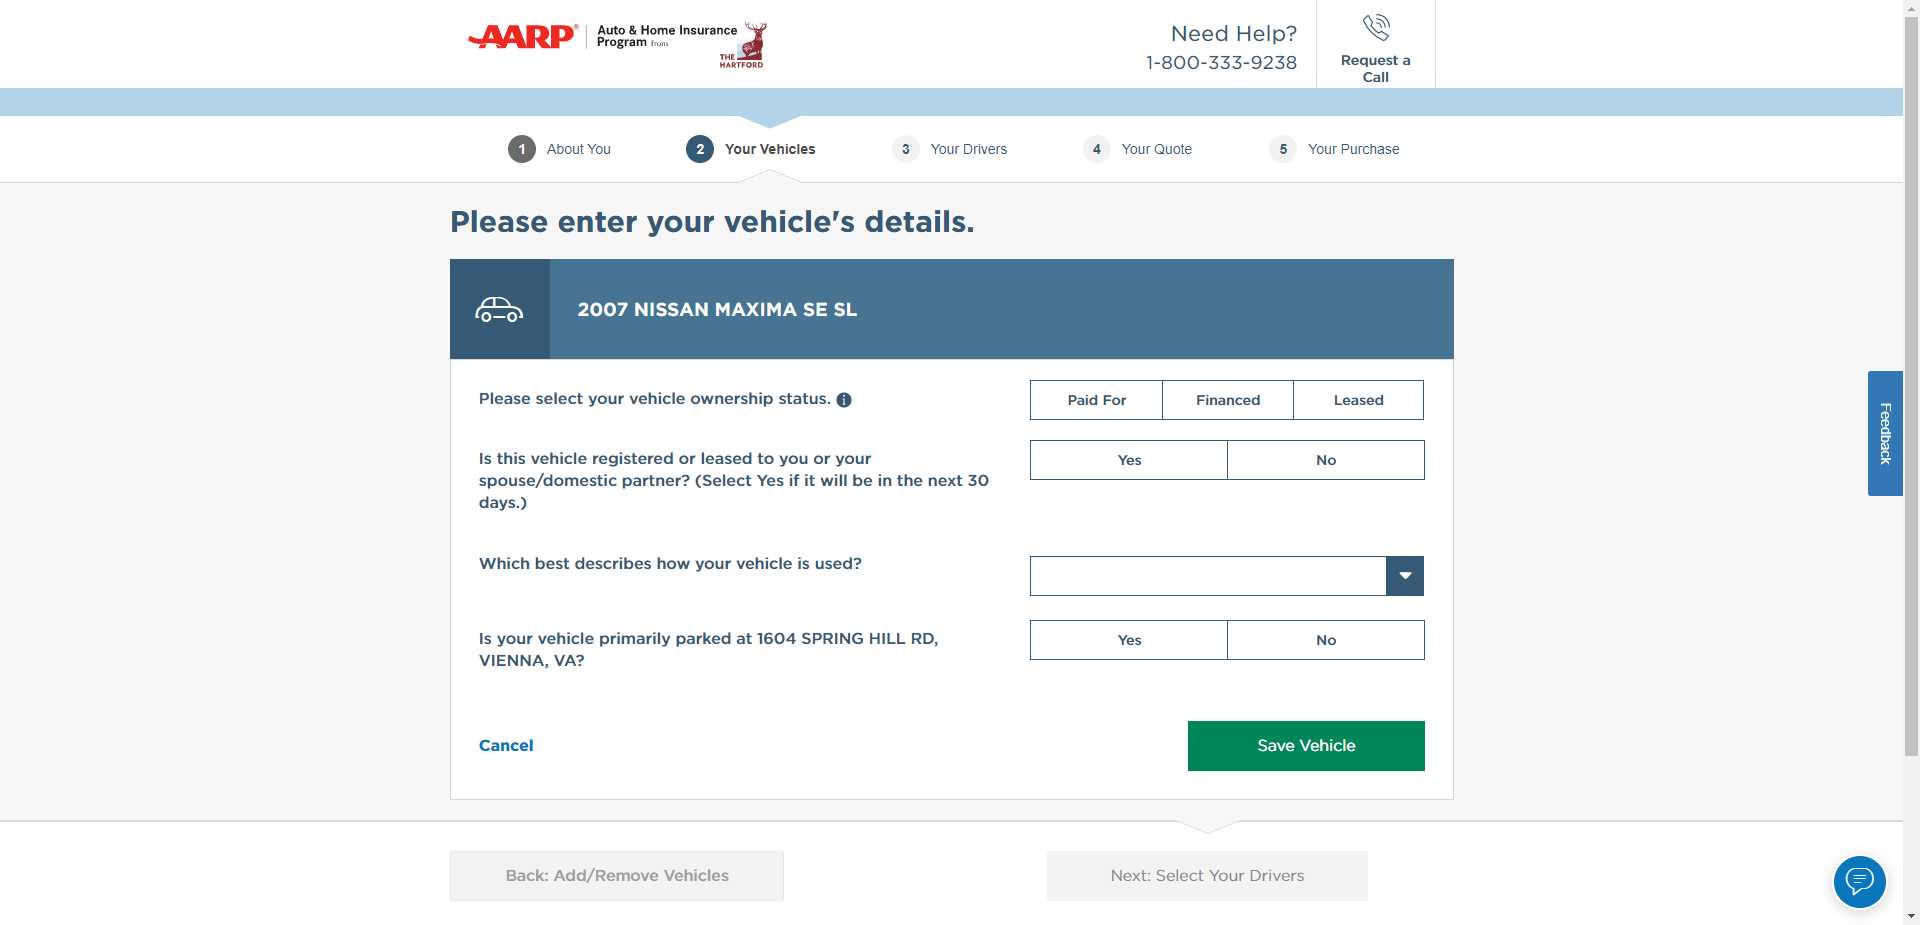 AARP®
Auto & Home Insurance
Program from
THE
HARTFORD
Need Help?
1-800-333-9238
Request a
Call
1 About You
2 Your Vehicles
3 Your Drivers
4 Your Quote
5 Your Purchase
Please enter your vehicle's details.
2007 NISSAN MAXIMA SE SL
Please select your vehicle ownership status. i
Paid For
Financed
Leased
Is this vehicle registered or leased to you or your
spouse/domestic partner? (Select Yes if it will be in the next 30
days.)
Yes
No
Which best describes how your vehicle is used?
Is your vehicle primarily parked at 1604 SPRING HILL RD,
VIENNA, VA?
Yes
No
Cancel
Save Vehicle
Back: Add/Remove Vehicles
Next: Select Your Drivers
Feedback